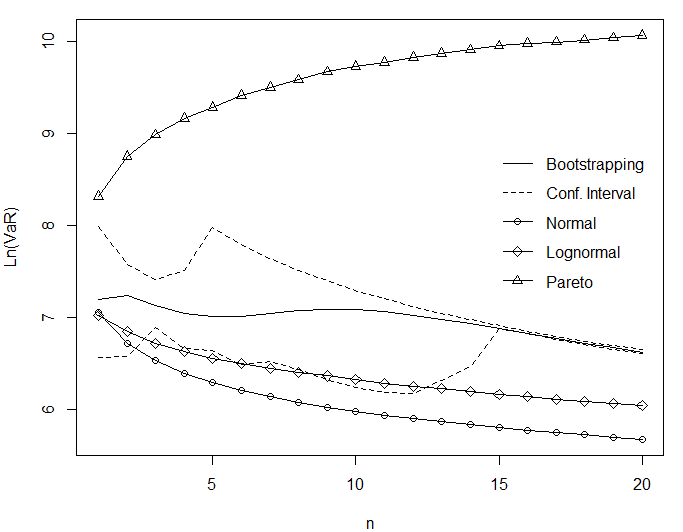 10
9
8
7
6
Ln(VaR)
Bootstrapping
Conf. Interval
Normal
Lognormal
Pareto
5 10 15 20
n